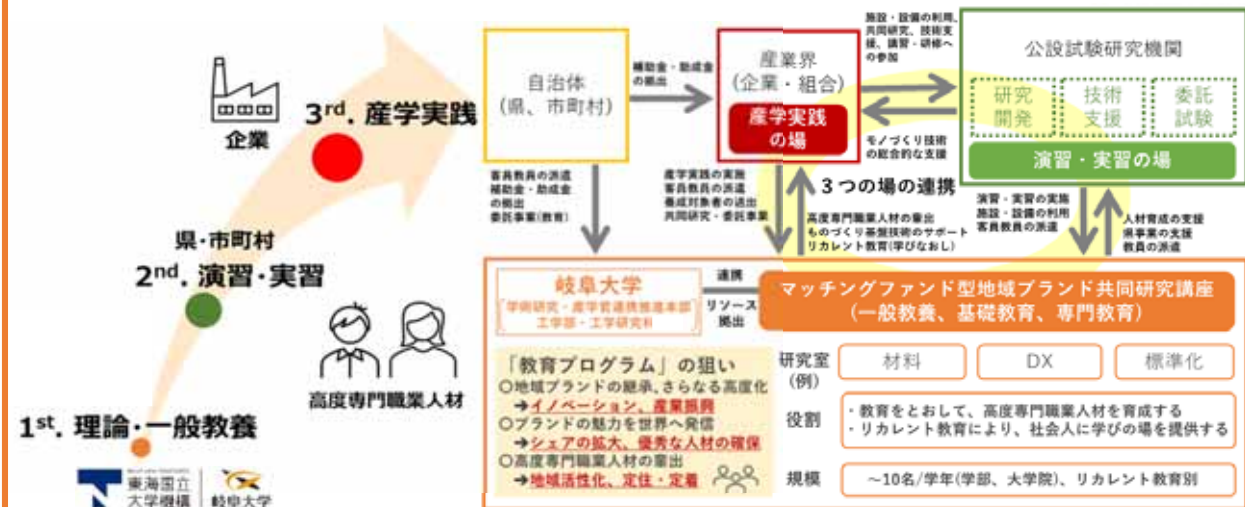 企業
3rd. 産学実践
県・市町村
2nd. 演習・実習
高度専門職業人材
1st. 理論・一般教養
東海国立
大学機構
岐阜大学
自治体
(県、市町村)
補助金・助成金
の拠出
産業界
(企業・組合)
産学実践
の場
施設・設備の利用、
共同研究、技術支
援、講習・研修へ
の参加
モノづくり技術
の総合的な支援
公設試験研究機関
研究
開発
技術
支援
委託
試験
演習・実習の場
客員教員の派遣
補助金・助成金
の拠出
委託事業(教育)
産学実践の実施
客員教員の派遣
養成対象者の送出
共同研究・委託事業
3つの場の連携
高度専門職業人材の輩出
ものづくり基盤技術のサポート
リカレント教育(学びなおし)
演習・実習の実施
施設・設備の利用
客員教員の派遣
人材育成の支援
県事業の支援
教員の派遣
岐阜大学
学術研究・産学官連携推進本部
工学部・工学研究科
連携
リソース
拠出
マッチングファンド型地域ブランド共同研究講座
(一般教養、基礎教育、専門教育)
「教育プログラム」の狙い
○地域ブランドの継承、さらなる高度化
→イノベーション、産業振興
○ブランドの魅力を世界へ発信
→シェアの拡大、優秀な人材の確保
○高度専門職業人材の輩出
→地域活性化、定住・定着
研究室
(例)
材料
DX
標準化
役割
・教育をとおして、高度専門職業人材を育成する
・リカレント教育により、社会人に学びの場を提供する
規模
~10名/学年(学部、大学院)、リカレント教育別